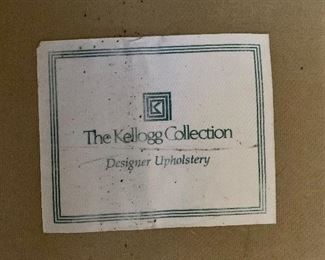 K
The Kellogg Collection
Designer Upholstery